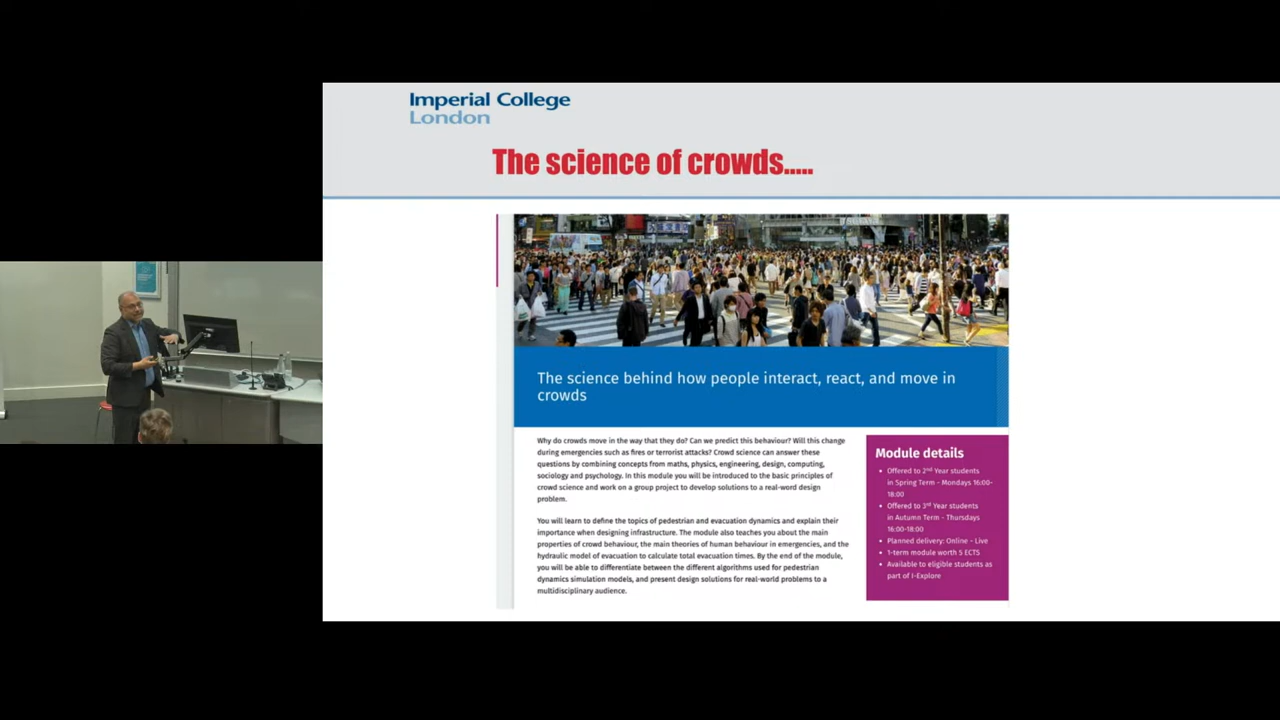 Imperial College
London
The science of crowds.....
The science behind how people interact, react, and move in
crowds
Why do crowds move in the way that they do? Can we predict this behaviour? Will this change
during emergencies such as fires or terrorist attacks? Crowd science can answer these
questions by combining concepts from maths, physics, engineering, design, computing,
sociology and psychology. In this module you will be introduced to the basic principles of
crowd science and work on a group project to develop solutions to a real-word design
problem.
You will learn to define the topics of pedestrian and evacuation dynamics and explain their
importance when designing infrastructure. The module also teaches you about the main
properties of crowd behaviour, the main theories of human behaviour in emergencies, and the
hydraulic model of evacuation to calculate total evacuation times. By the end of the module,
you will be able to differentiate between the different algorithms used for pedestrian
dynamics simulation models, and present design solutions for real-world problems to a
multidisciplinary audience.
Module details
• Offered to 2nd Year students
in Spring Term - Mondays 16:00-
18:00
• Offered to 3rd Year students
in Autumn Term - Thursdays
16:00-18:00
• Planned delivery: Online - Live
• 1-term module worth 5 ECTS
• Available to eligible students as
part of I-Explore